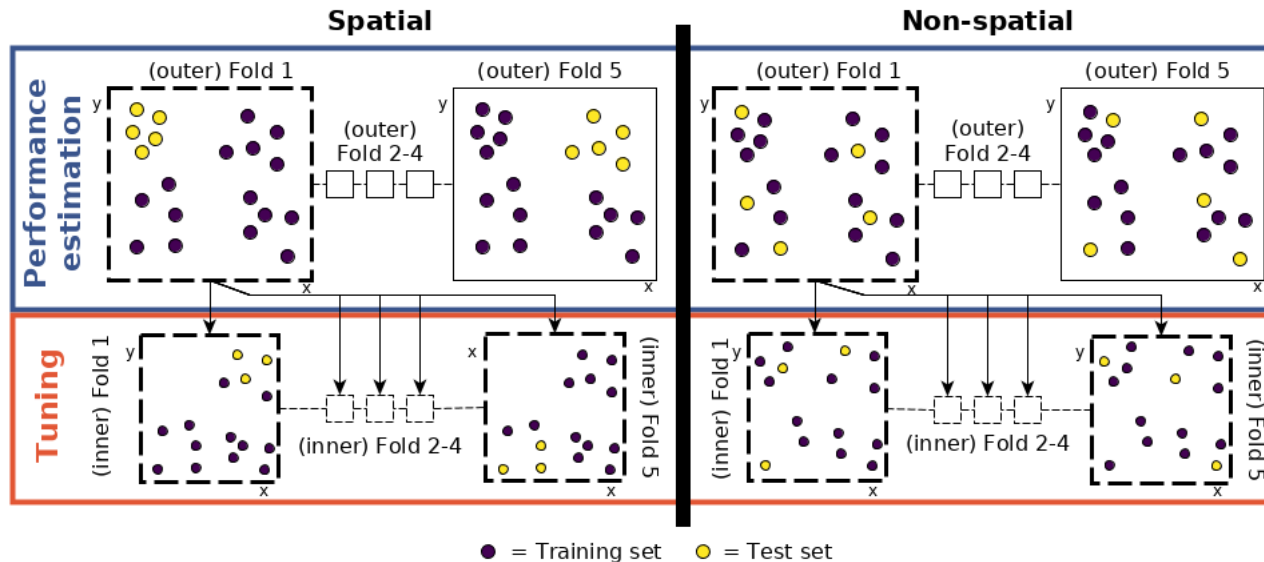 Spatial
Non-spatial
Performance
estimation
(outer) Fold 1
y
x
(outer)
Fold 2-4
(outer) Fold 5
y
x
(outer) Fold 1
y
x
(outer)
Fold 2-4
(outer) Fold 5
y
x
Tuning
(inner) Fold 1
y
x
(inner) Fold 2-4
x
x
(inner) Fold 5
(inner) Fold 1
y
x
(inner) Fold 2-4
y
x
(inner) Fold 5
= Training set
= Test set